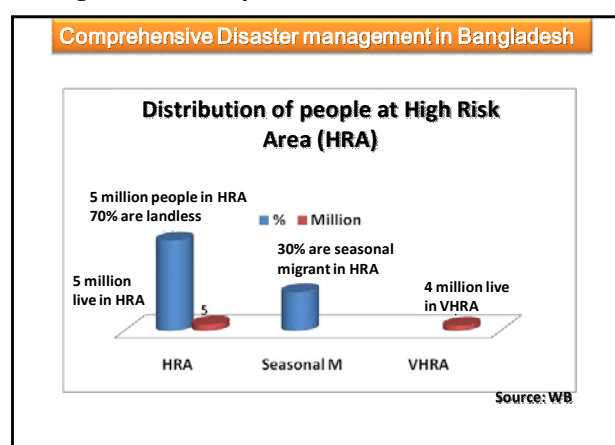 Comprehensive Disaster management in Bangladesh
Distribution of people at High Risk
Area (HRA)
5 million people in HRA
70% are landless
% Million
30% are seasonal
migrant in HRA
5 million
live in HRA
5
4 million live
in VHRA
HRA Seasonal M VHRA
Source: WB